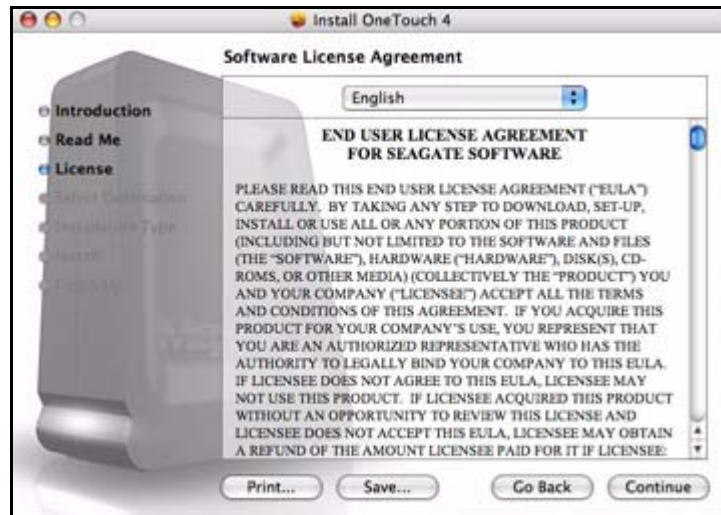 Install OneTouch 4
Software License Agreement
English
Introduction
Read Me
License
Select Destination
Installation Type
Install
Finish Up
END USER LICENSE AGREEMENT
FOR SEAGATE SOFTWARE
PLEASE READ THIS END USER LICENSE AGREEMENT ("EULA")
CAREFULLY. BY TAKING ANY STEP TO DOWNLOAD, SET-UP,
INSTALL OR USE ALL OR ANY PORTION OF THIS PRODUCT
(INCLUDING BUT NOT LIMITED TO THE SOFTWARE AND FILES
(THE "SOFTWARE"), HARDWARE ("HARDWARE"), DISK(S), CD-
ROMS, OR OTHER MEDIA) (COLLECTIVELY THE "PRODUCT") YOU
AND YOUR COMPANY ("LICENSEE") ACCEPT ALL THE TERMS
AND CONDITIONS OF THIS AGREEMENT. IF YOU ACQUIRE THIS
PRODUCT FOR YOUR COMPANY'S USE, YOU REPRESENT THAT
YOU ARE AN AUTHORIZED REPRESENTATIVE WHO HAS THE
AUTHORITY TO LEGALLY BIND YOUR COMPANY TO THIS EULA.
IF LICENSEE DOES NOT AGREE TO THIS EULA, LICENSEE MAY
NOT USE THIS PRODUCT. IF LICENSEE ACQUIRED THIS PRODUCT
WITHOUT AN OPPORTUNITY TO REVIEW THIS LICENSE AND
LICENSEE DOES NOT ACCEPT THIS EULA, LICENSEE MAY OBTAIN
A REFUND OF THE AMOUNT LICENSEE PAID FOR IT IF LICENSEE:
Print...
Save...
Go Back
Continue